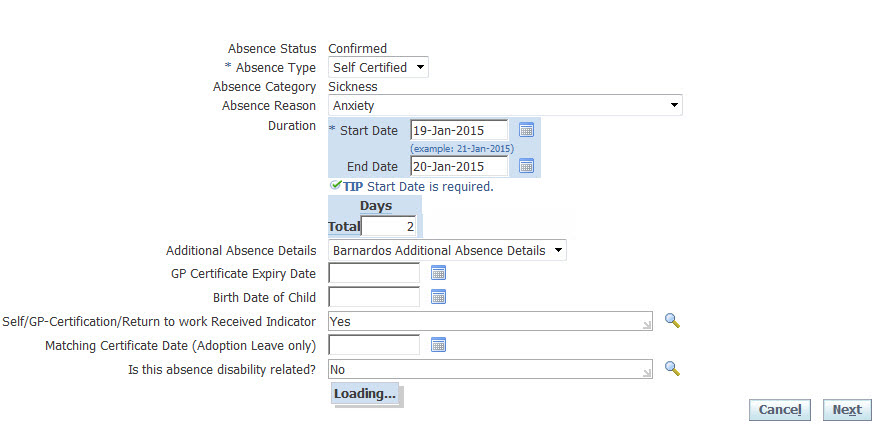 Absence Status Confirmed
* Absence Type Self Certified
Absence Category Sickness
Absence Reason Anxiety
Duration * Start Date 19-Jan-2015
(example: 21-Jan-2015)
End Date 20-Jan-2015
TIP Start Date is required.
Days
Total 2
Additional Absence Details Barnardos Additional Absence Details
GP Certificate Expiry Date
Birth Date of Child
Self/GP-Certification/Return to work Received Indicator Yes
Matching Certificate Date (Adoption Leave only)
Is this absence disability related? No
Loading...
Cancel Next